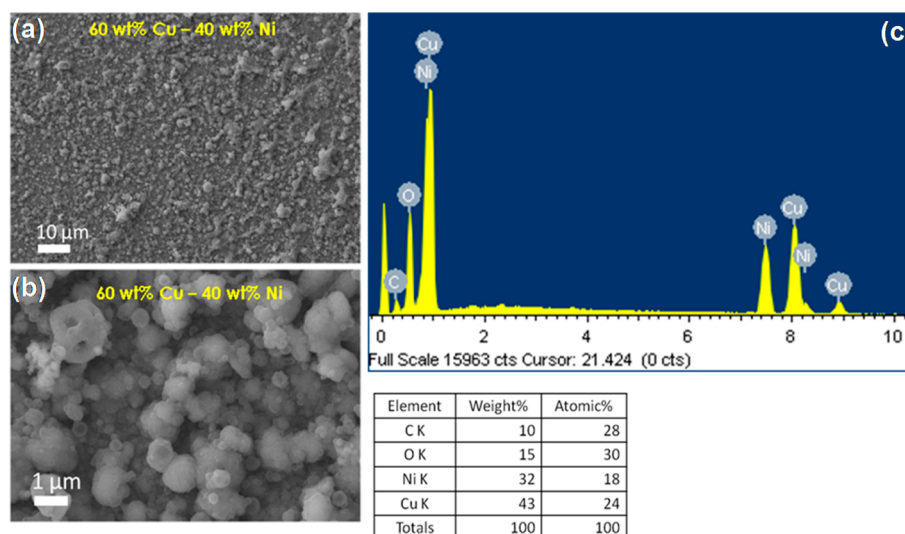 (a)
60 wt% Cu – 40 wt% Ni
10 µm
(b)
60 wt% Cu – 40 wt% Ni
1 µm
(c)
Cu
Ni
O
C
Ni
Cu
Ni
Cu
0 2 4 6 8 10
Full Scale 15963 cts Cursor: 21.424 (0 cts)
Element Weight% Atomic%
C K 10 28
O K 15 30
Ni K 32 18
Cu K 43 24
Totals 100 100